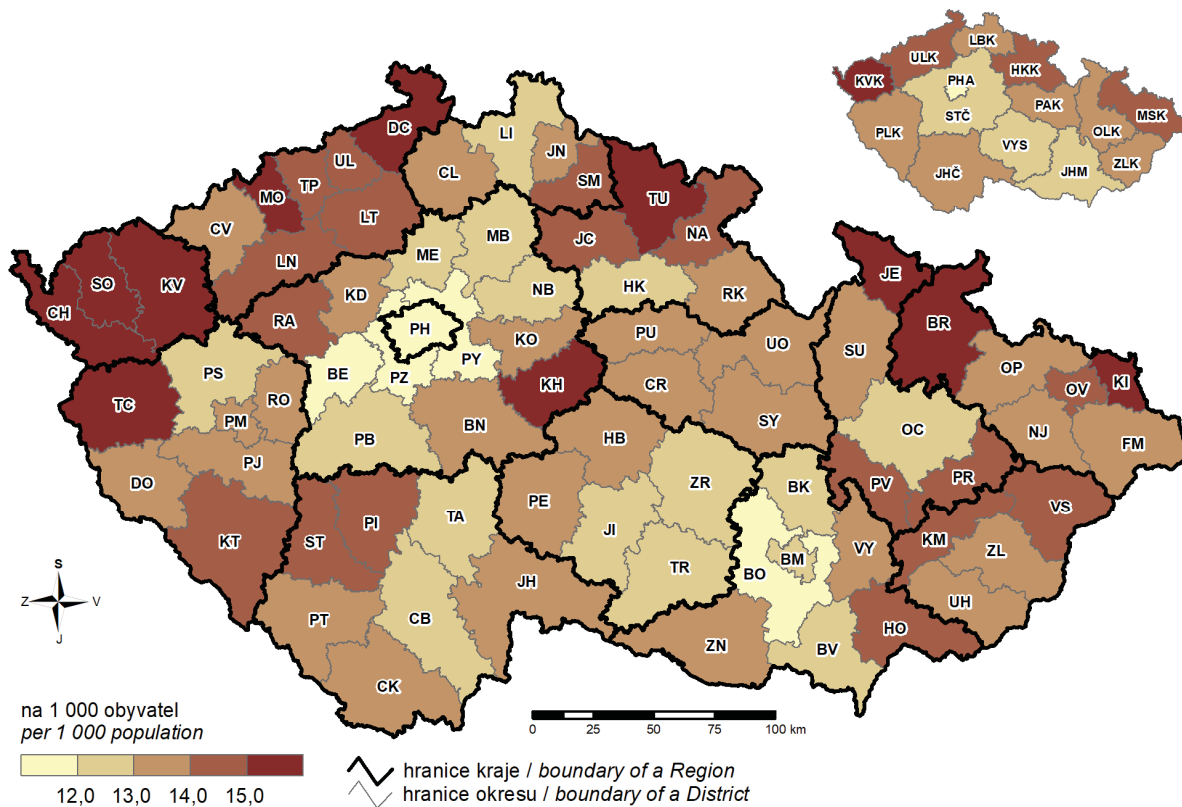 LBK
ULK
HKK
KVK
PHA
PAK
MSK
STČ
OLK
PLK
VYS
ZLK
JHM
JHČ
DC
LI
UL
JN
TP
CL
SM
MO
TU
LT
CV
NA
MB
JC
ME
LN
JE
SO
KV
KD
NB
HK
RK
CH
RA
BR
PH
PU
KO
UO
SU
OP
KI
PS
BE
PY
OV
PZ
KH
CR
TC
RO
PM
SY
OC
NJ
FM
BN
PB
HB
PJ
DO
ZR
BK
PV
PR
PE
VS
PI
TA
JI
KT
ST
KM
VY
ZL
BM
TR
BO
JH
UH
PT
CB
HO
ZN
BV
CK
S
Z V
J
na 1 000 obyvatel
per 1 000 population
12,0 13,0 14,0 15,0
0 25 50 75 100 km
hranice kraje / boundary of a Region
hranice okresu / boundary of a District